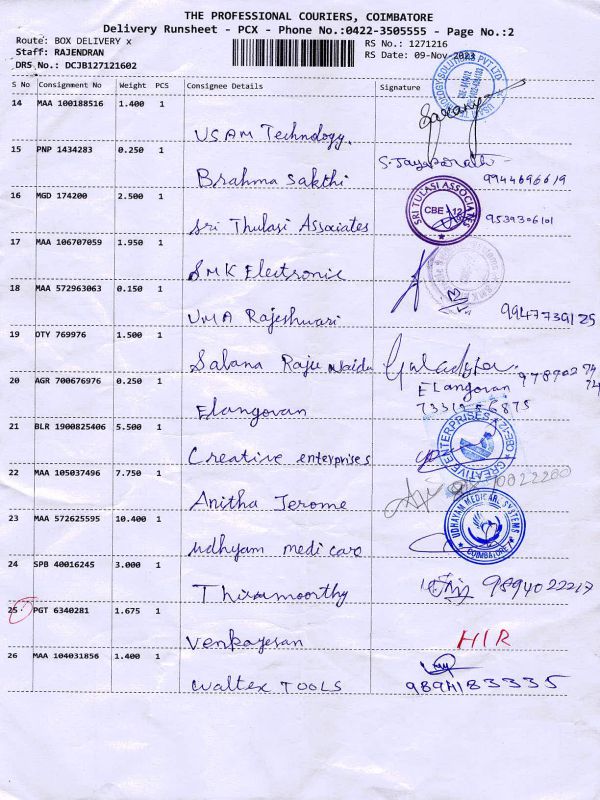 THE PROFESSIONAL COURIERS, COIMBATORE
Delivery Runsheet - PCX - Phone No.:0422-3505555 - Page No.:2
Route: BOX DELIVERY x
RS No.: 1271216
Staff: RAJENDRAN
RS Date: 09-Nov-2023
DRS No.: DCJB127121602
S No Consignment No Weight PCS Consignee Details Signature
14 MAA 100188516 1.400 1
USAM Technology.
15 PNP 1434283 0.250 1
Brahma Sakthi
9944696619
16 MGD 174200 2.500 1
Sri Thulasi Associates
SRI TULASI ASSOCIATES
CBE 12
9539306101
17 MAA 106707059 1.950 1
SMK Electronic
18 MAA 572963063 0.150 1
UMA Rajeshwari
9947739125
19 OTY 769976 1.500 1
Sabana Raju Naidu
20 AGR 700676976 0.250 1
Elangovan
Elangovan
21 BLR 1900825406 5.500 1
Creative enterprises
CREATIVE ENTERPRISES
22 MAA 105037496 7.750 1
Anitha Jerome
23 MAA 572625595 10.400 1
Udhyam medi care
UDHAYAM MEDICARE SYSTEMS
COIMBATORE
24 SPB 40016245 3.000 1
Thirumoorthy
9894022217
25 PGT 6340281 1.675 1
Venkayesan
HIR
26 MAA 104031856 1.400 1
Waltex TOOLS
9894183335